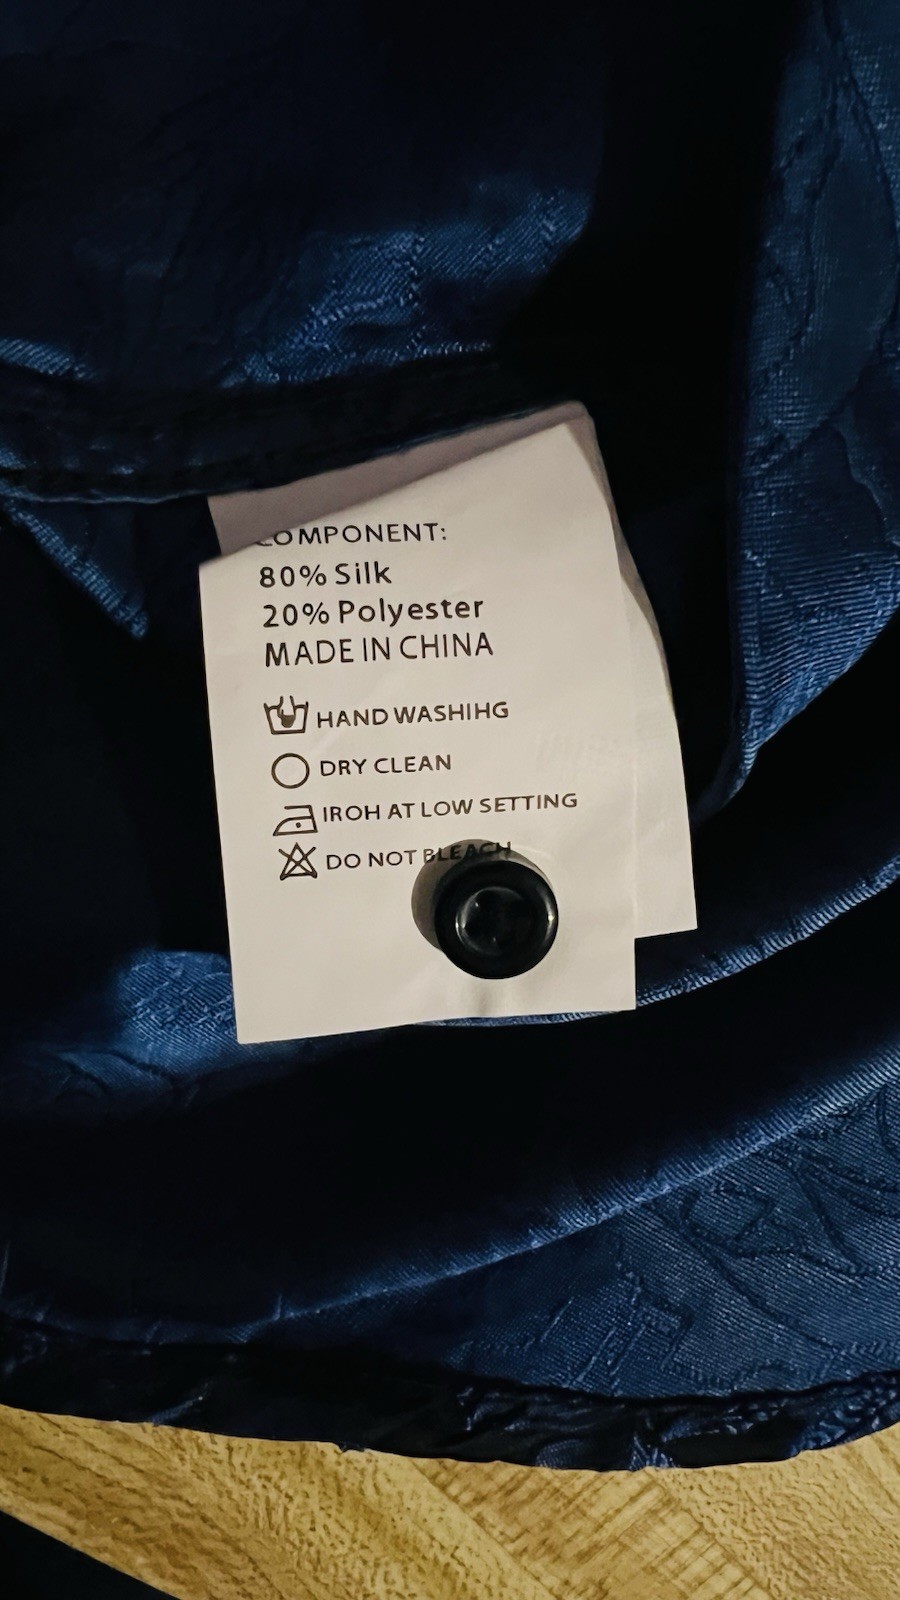 COMPONENT:
80% Silk
20% Polyester
MADE IN CHINA
HAND WASHIHG
DRY CLEAN
IROH AT LOW SETTING
DO NOT BLEACH